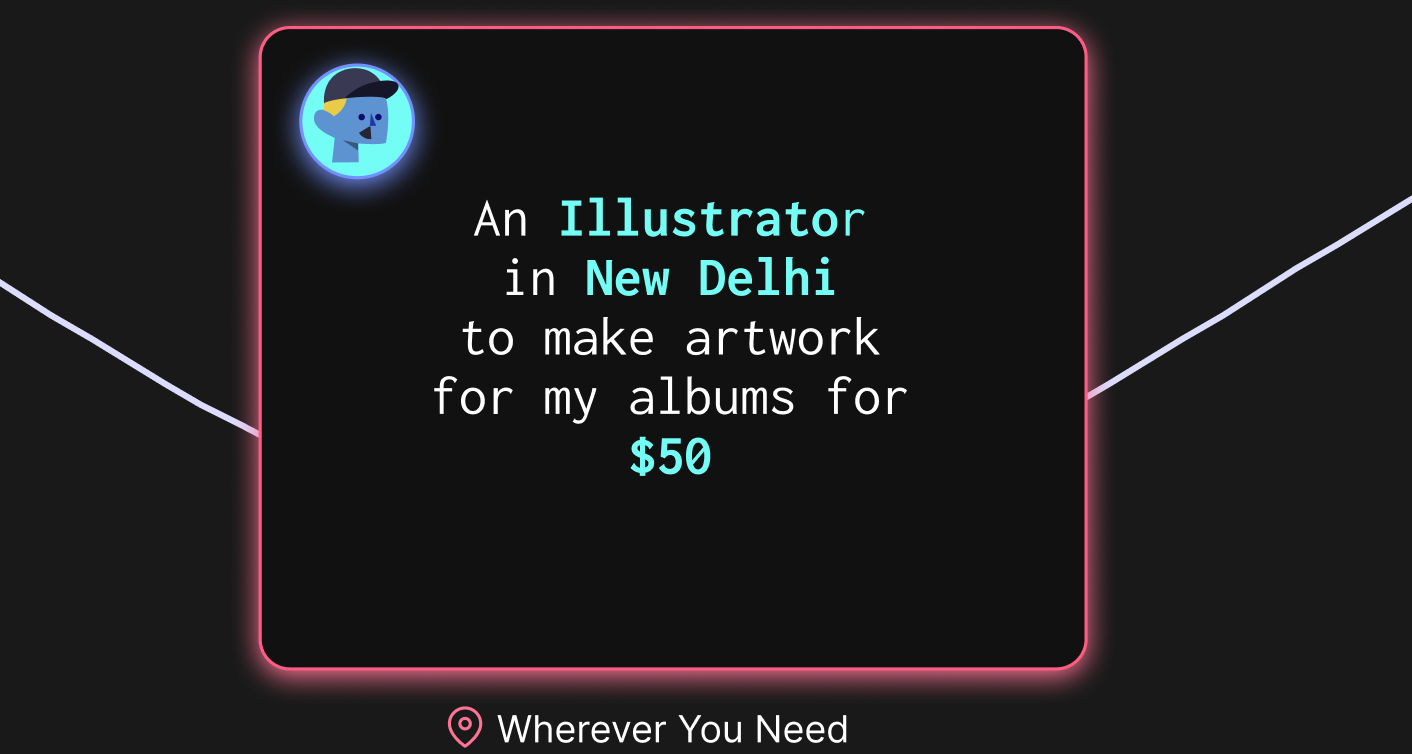 An Illustrator
in New Delhi
to make artwork
for my albums for
$50
Wherever You Need